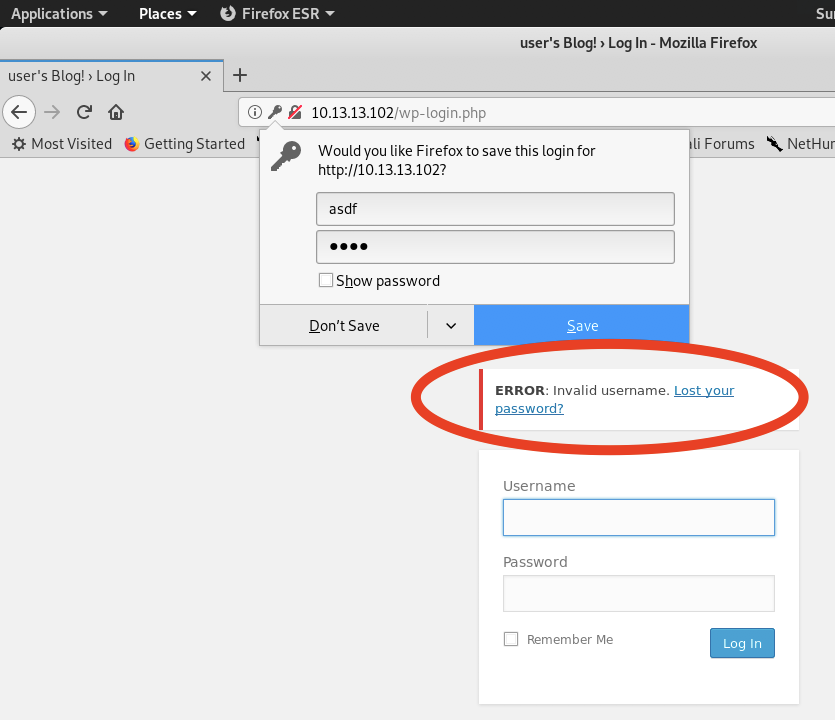 Applications Places Firefox ESR Su
user's Blog! › Log In - Mozilla Firefox
user's Blog! › Log In
10.13.13.102/wp-login.php
Most Visited Getting Started ali Forums NetHun
Would you like Firefox to save this login for
http://10.13.13.102?
asdf
●●●●
Show password
Don't Save Save
ERROR: Invalid username. Lost your
password?
Username
Password
Remember Me Log In